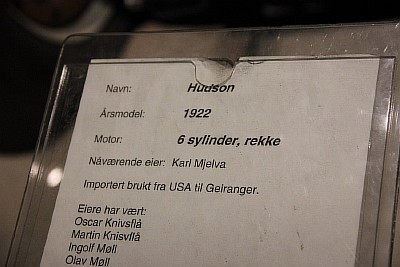 Navn: Hudson
Årsmodel: 1922
Motor: 6 sylinder, rekke
Nåværende eier: Karl Mjelva
Importert brukt fra USA til Geiranger.
Eiere har vært:
Oscar Knivsflå
Martin Knisvflå
Ingolf Møll
Olav Møll